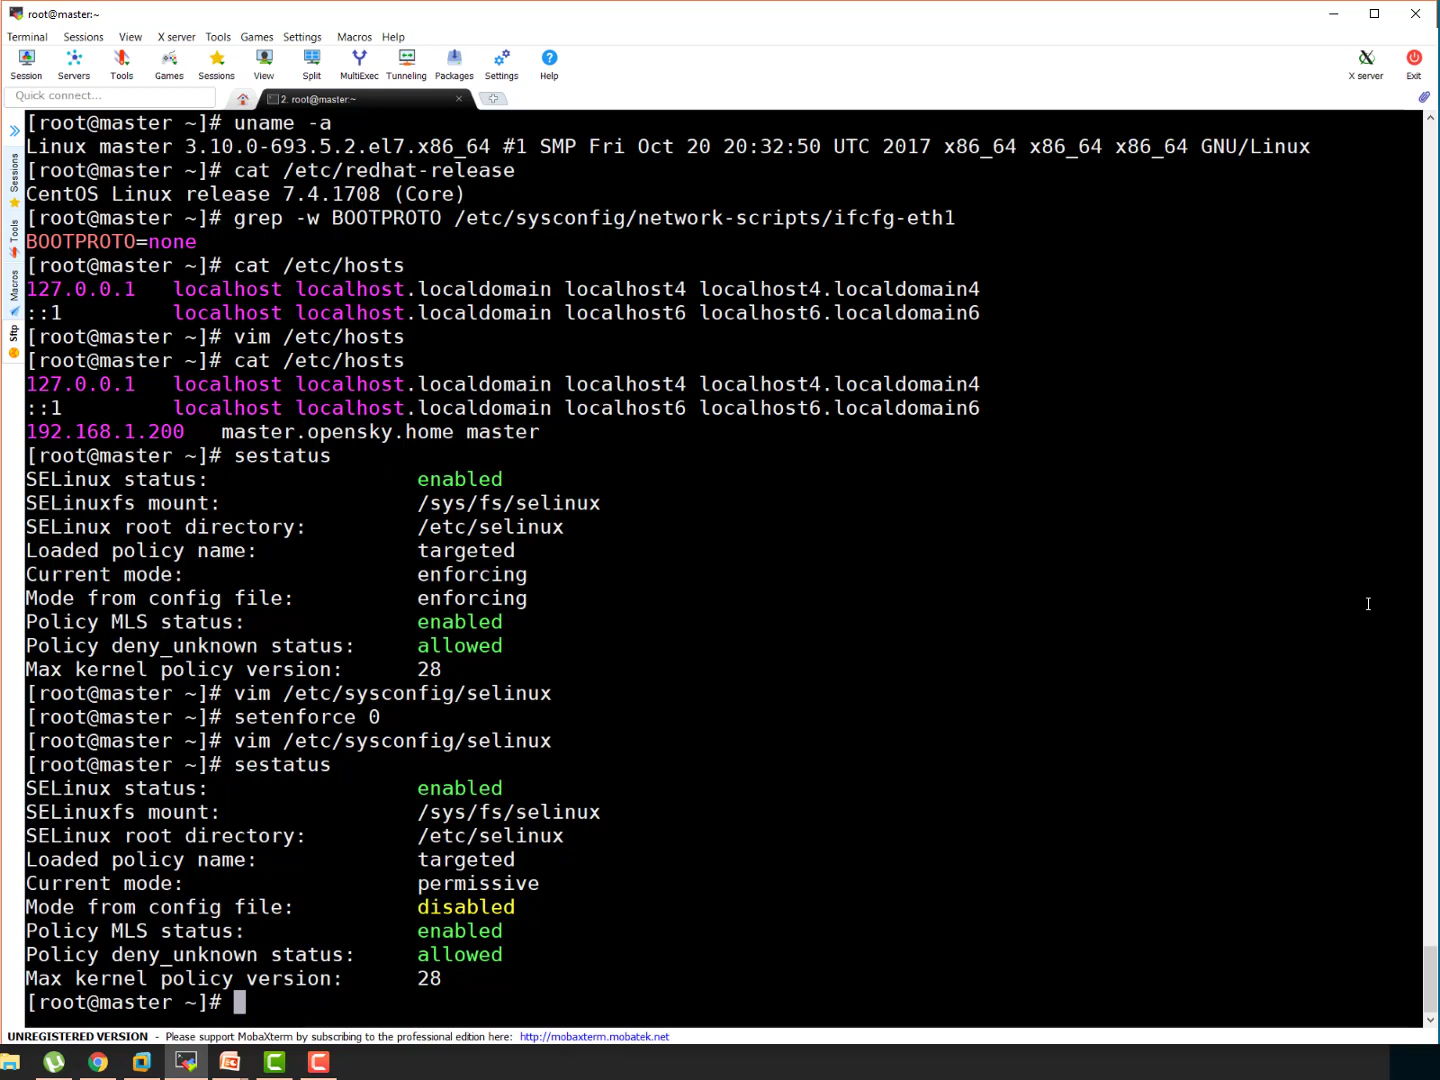 root@master:~
Terminal Sessions View X server Tools Games Settings Macros Help
Session Servers Tools Games Sessions View Split MultiExec Tunneling Packages Settings Help X server Exit
Quick connect...
2. root@master:~
Sessions
Tools
Macros
Sftp
[root@master ~]# uname -a
Linux master 3.10.0-693.5.2.el7.x86_64 #1 SMP Fri Oct 20 20:32:50 UTC 2017 x86_64 x86_64 x86_64 GNU/Linux
[root@master ~]# cat /etc/redhat-release
CentOS Linux release 7.4.1708 (Core)
[root@master ~]# grep -w BOOTPROTO /etc/sysconfig/network-scripts/ifcfg-eth1
BOOTPROTO=none
[root@master ~]# cat /etc/hosts
127.0.0.1   localhost localhost.localdomain localhost4 localhost4.localdomain4
::1         localhost localhost.localdomain localhost6 localhost6.localdomain6
[root@master ~]# vim /etc/hosts
[root@master ~]# cat /etc/hosts
127.0.0.1   localhost localhost.localdomain localhost4 localhost4.localdomain4
::1         localhost localhost.localdomain localhost6 localhost6.localdomain6
192.168.1.200   master.opensky.home master
[root@master ~]# sestatus
SELinux status:                 enabled
SELinuxfs mount:                /sys/fs/selinux
SELinux root directory:         /etc/selinux
Loaded policy name:             targeted
Current mode:                   enforcing
Mode from config file:          enforcing
Policy MLS status:              enabled
Policy deny_unknown status:     allowed
Max kernel policy version:      28
[root@master ~]# vim /etc/sysconfig/selinux
[root@master ~]# setenforce 0
[root@master ~]# vim /etc/sysconfig/selinux
[root@master ~]# sestatus
SELinux status:                 enabled
SELinuxfs mount:                /sys/fs/selinux
SELinux root directory:         /etc/selinux
Loaded policy name:             targeted
Current mode:                   permissive
Mode from config file:          disabled
Policy MLS status:              enabled
Policy deny_unknown status:     allowed
Max kernel policy version:      28
[root@master ~]#
UNREGISTERED VERSION - Please support MobaXterm by subscribing to the professional edition here: http://mobaxterm.mobatek.net